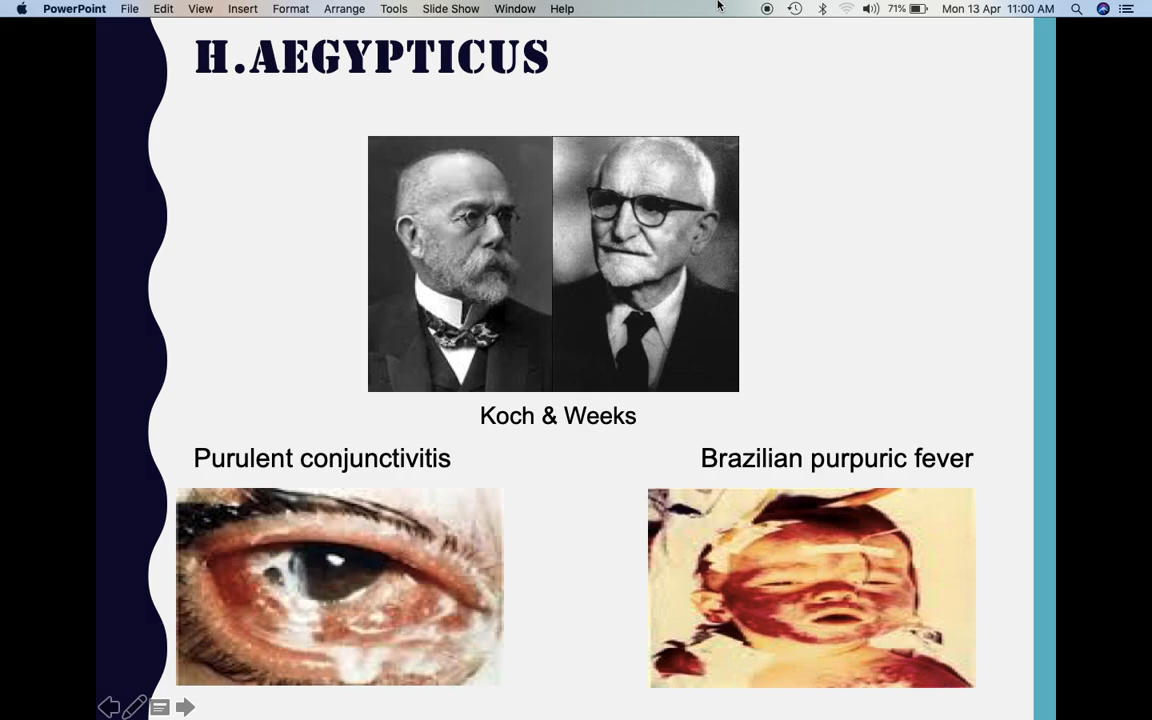 PowerPoint File Edit View Insert Format Arrange Tools Slide Show Window Help 71% Mon 13 Apr 11:00 AM
H.AEGYPTICUS
Koch & Weeks
Purulent conjunctivitis Brazilian purpuric fever